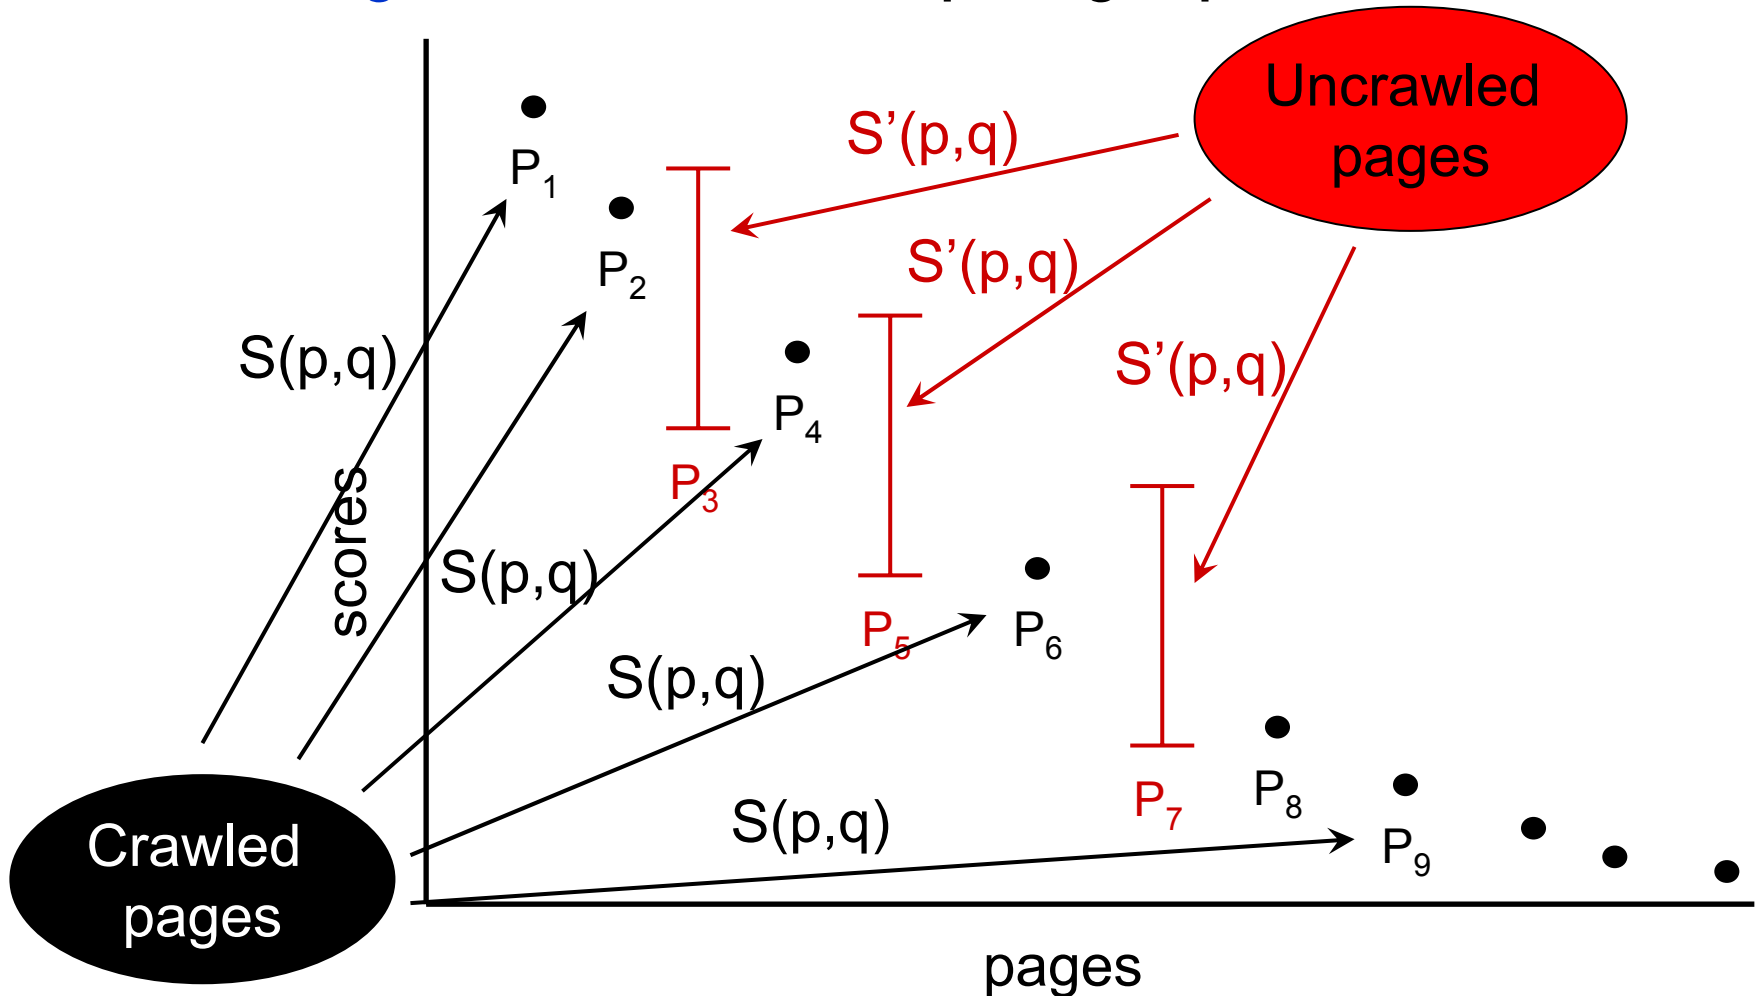 Uncrawled
pages
S’(p,q)
P1
S’(p,q)
P2
S(p,q)
S’(p,q)
P4
P3
scores
S(p,q)
P5
P6
S(p,q)
P7
P8
S(p,q)
P9
Crawled
pages
pages